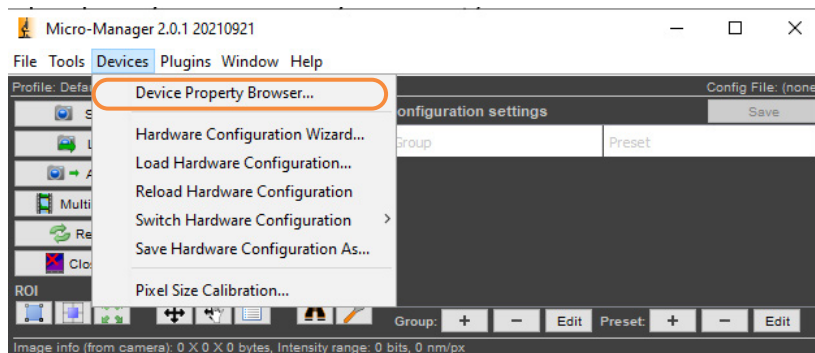 Micro-Manager 2.0.1 20210921
File Tools Devices Plugins Window Help
Profile: Defa
Config File: (none
Device Property Browser...
onfiguration settings
Save
Hardware Configuration Wizard...
Group
Preset
Load Hardware Configuration...
Reload Hardware Configuration
Multi
Switch Hardware Configuration
Re
Save Hardware Configuration As...
Clo
ROI
Pixel Size Calibration...
Group: + − Edit Preset: + − Edit
Image info (from camera): 0 X 0 X 0 bytes, Intensity range: 0 bits, 0 nm/px